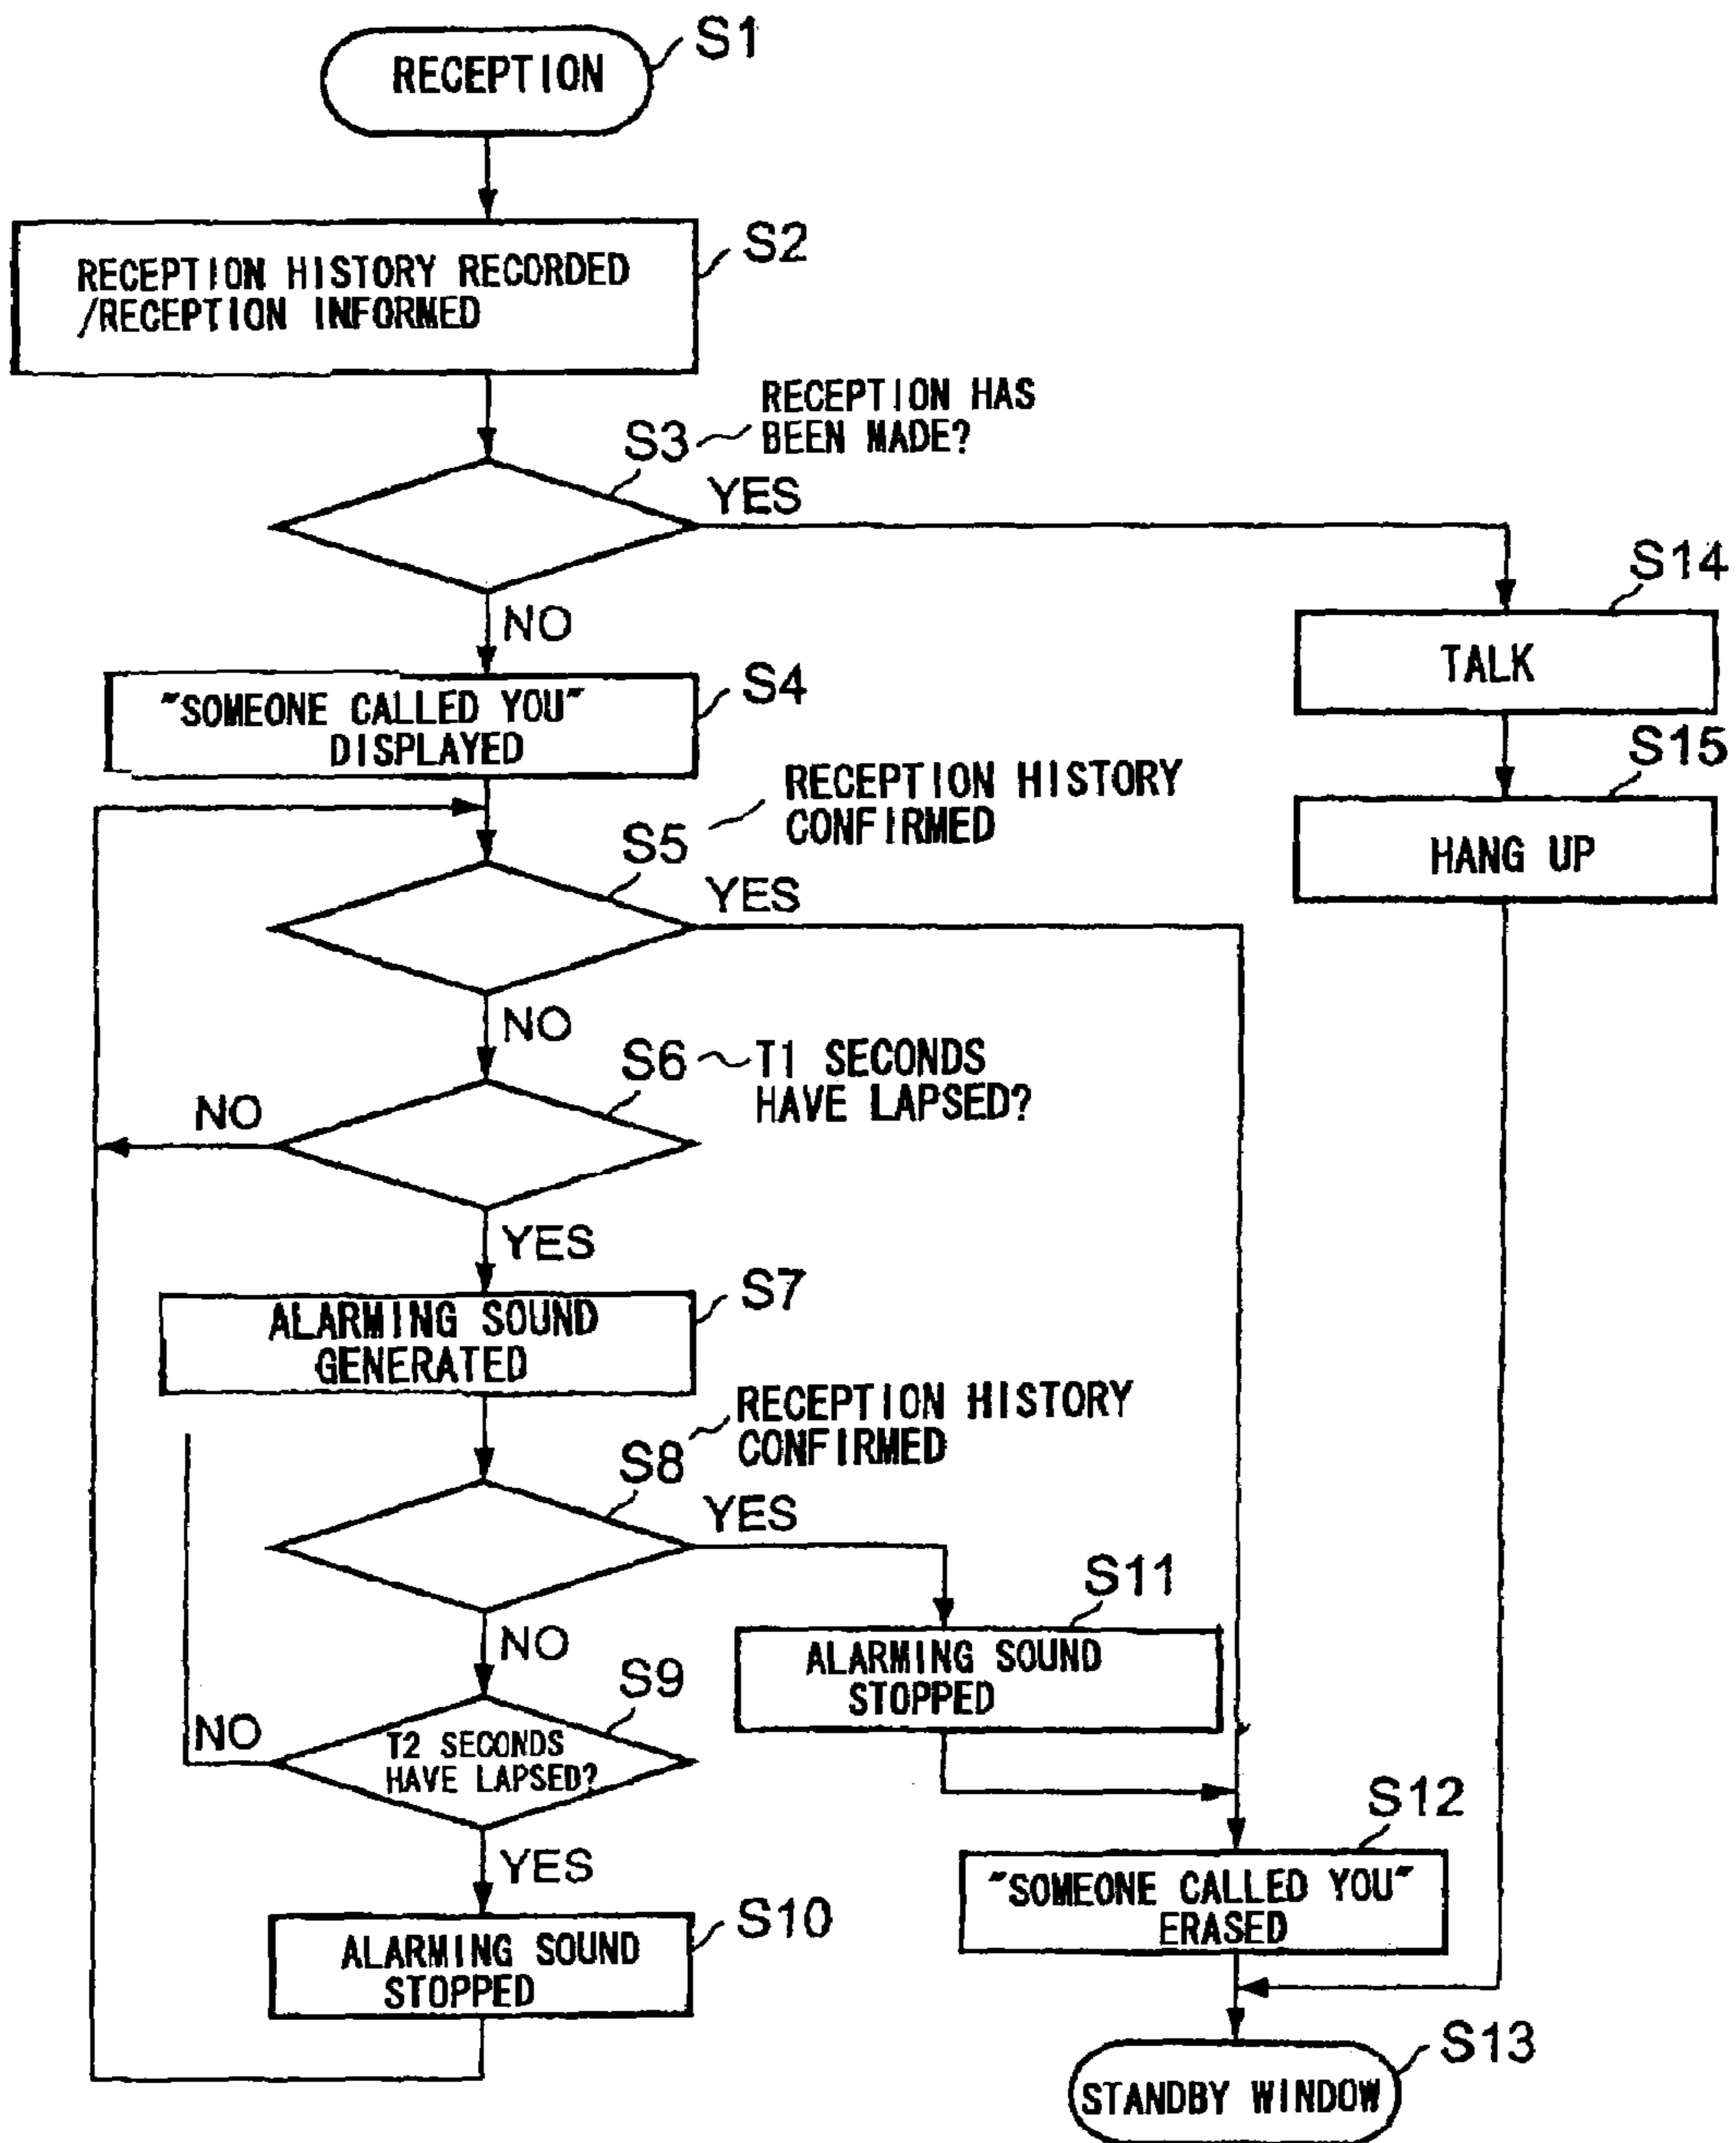 RECEPTION
S1
RECEPTION HISTORY RECORDED
/RECEPTION INFORMED
S2
RECEPTION HAS
BEEN MADE?
S3
YES
NO
S14
TALK
"SOMEONE CALLED YOU"
DISPLAYED
S4
S15
HANG UP
RECEPTION HISTORY
CONFIRMED
S5
YES
NO
S6
T1 SECONDS
HAVE LAPSED?
NO
YES
ALARMING SOUND
GENERATED
S7
RECEPTION HISTORY
CONFIRMED
S8
YES
NO
S11
ALARMING SOUND
STOPPED
S9
T2 SECONDS
HAVE LAPSED?
NO
YES
S12
"SOMEONE CALLED YOU"
ERASED
S10
ALARMING SOUND
STOPPED
S13
STANDBY WINDOW